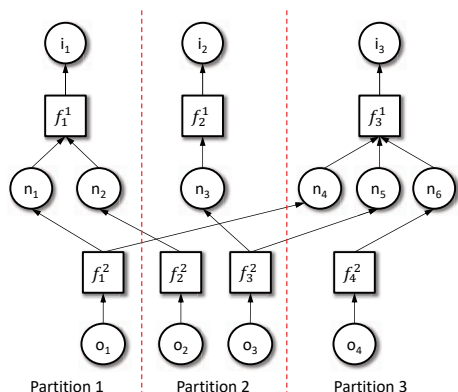 i₁ i₂ i₃
f₁¹ f₂¹ f₃¹
n₁ n₂ n₃ n₄ n₅ n₆
f₁² f₂² f₃² f₄²
o₁ o₂ o₃ o₄
Partition 1 Partition 2 Partition 3